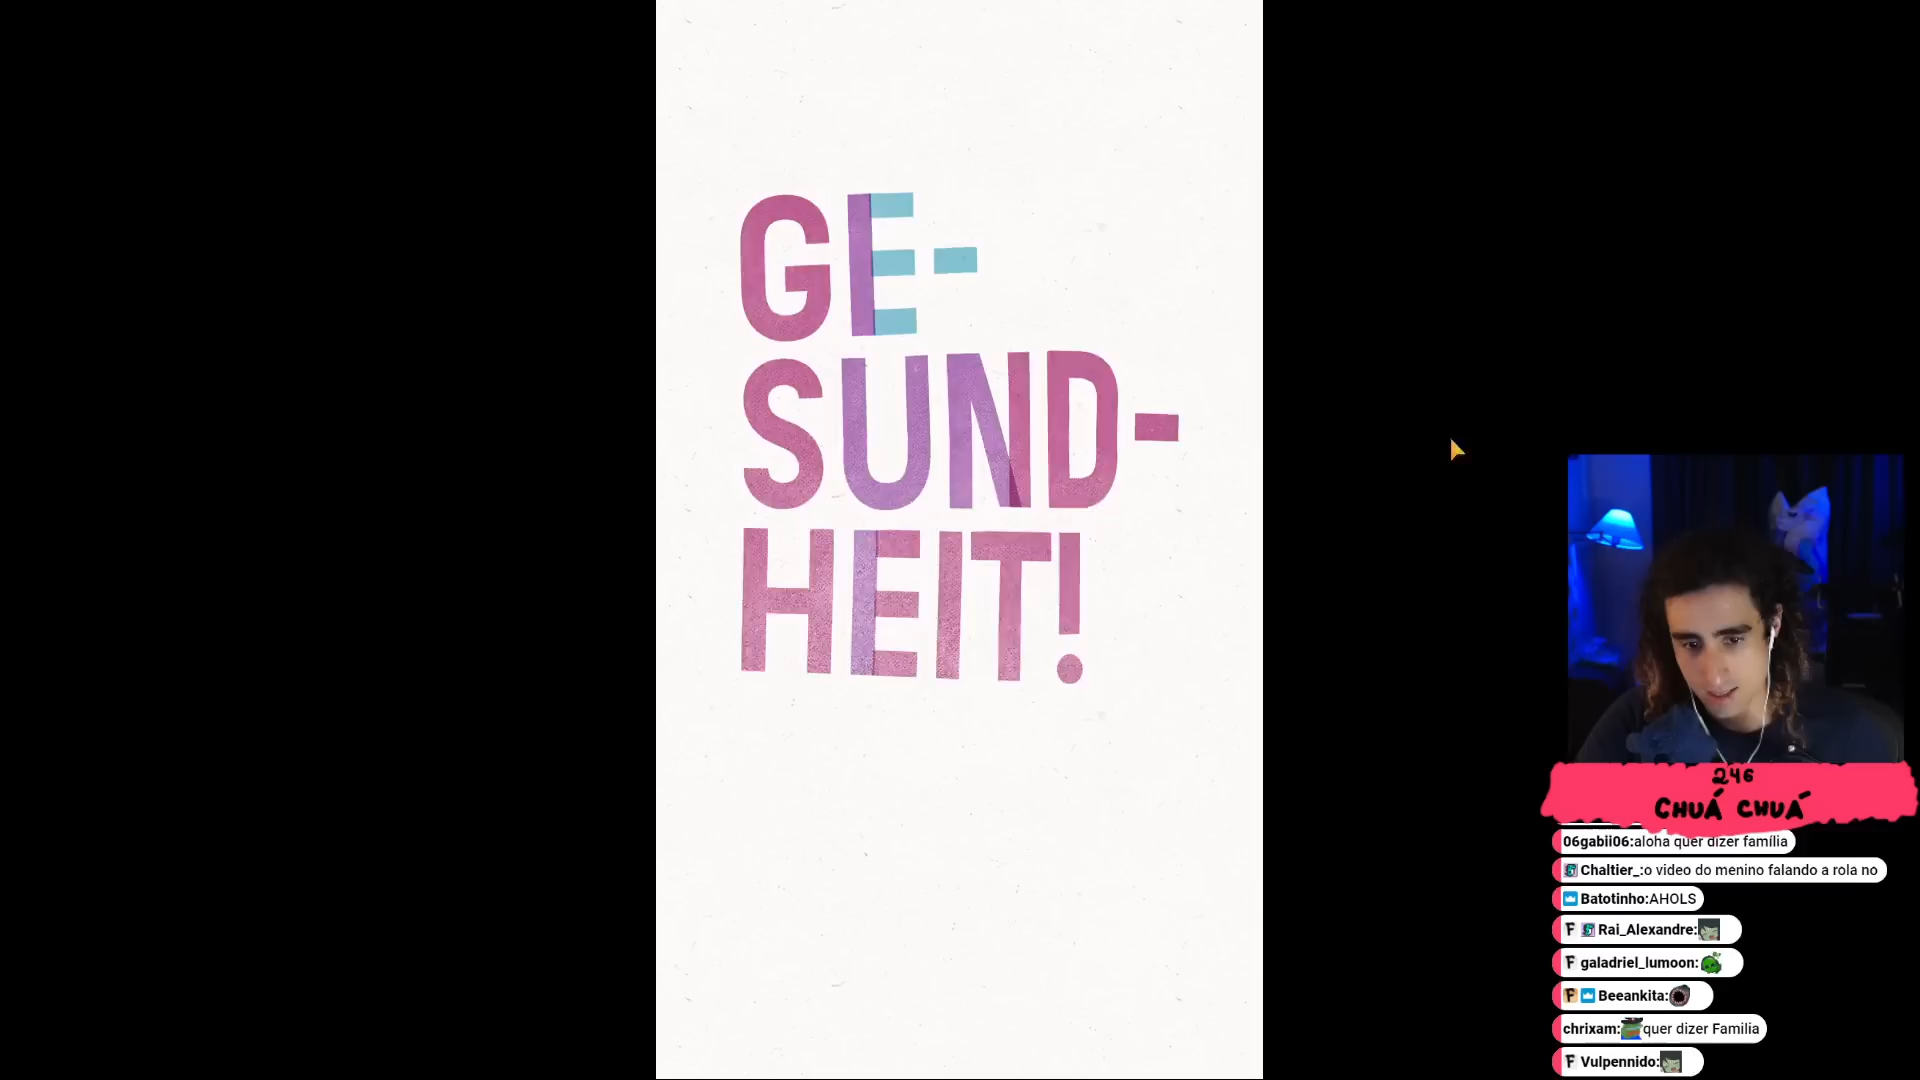 GE-
SUND-
HEIT!
246
CHUÁ CHUÁ
06gabii06:aloha quer dizer família
Chaltier_:o video do menino falando a rola no
Batotinho:AHOLS
F Rai_Alexandre:
F galadriel_lumoon:
F Beeankita:
chrixam: quer dizer Familia
F Vulpennido: